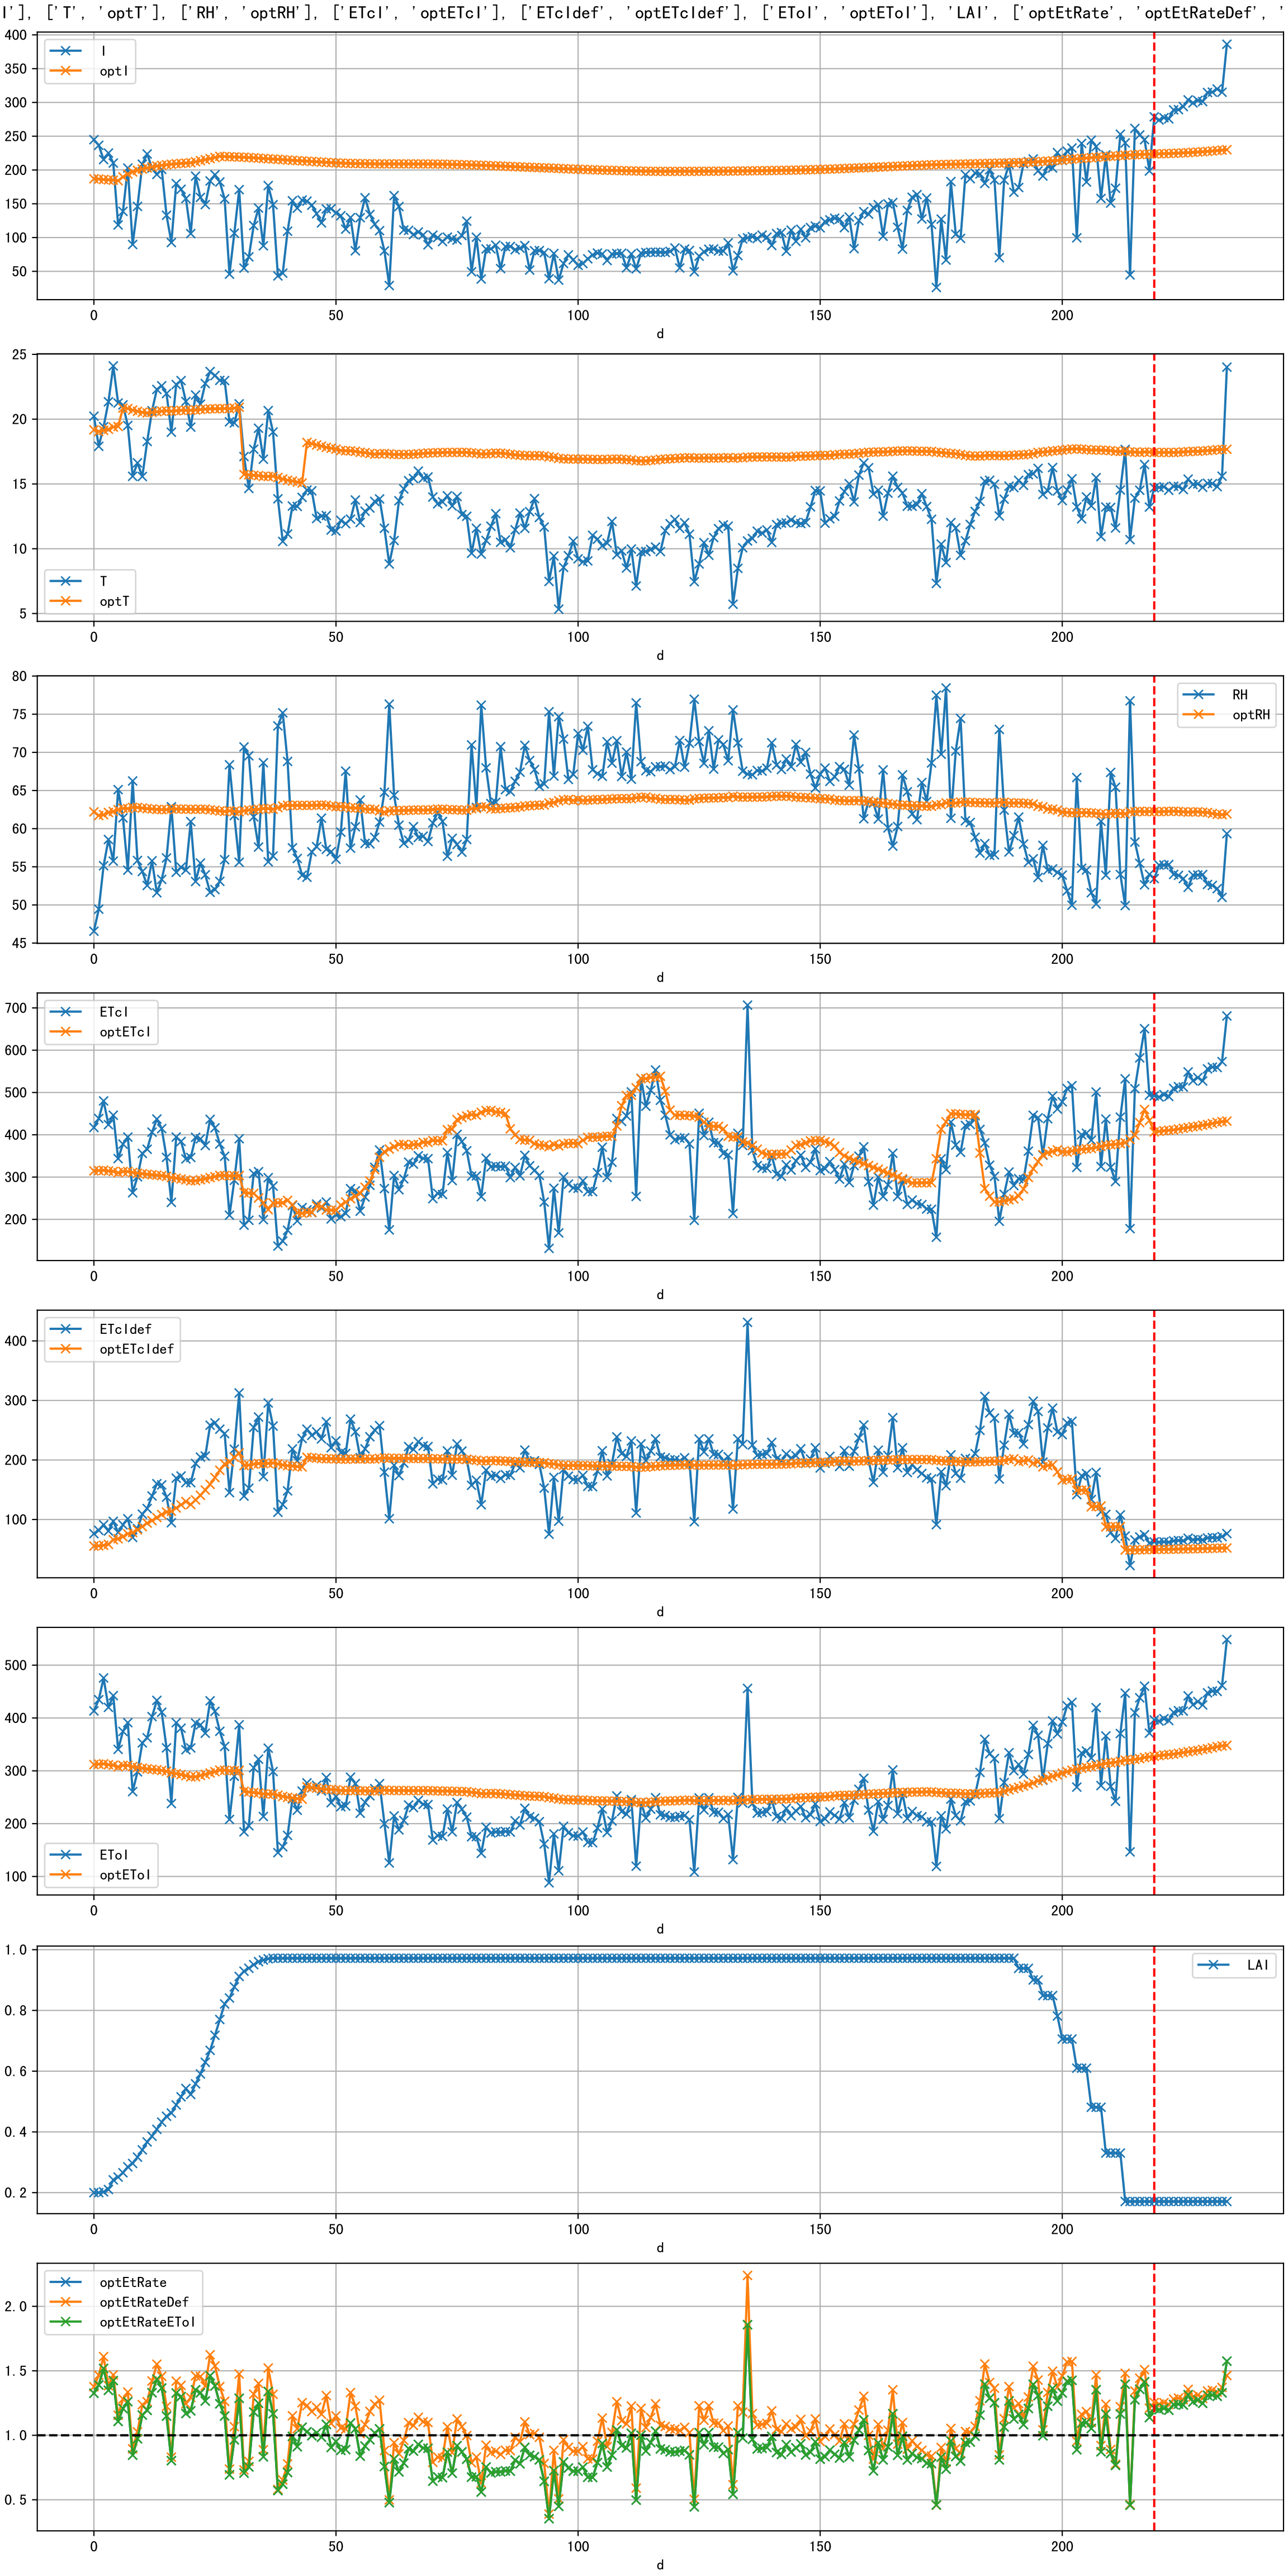 I'], ['T', 'optT'], ['RH', 'optRH'], ['ETcI', 'optETcI'], ['ETcIdef', 'optETcIdef'], ['EToI', 'optEToI'], 'LAI', ['optEtRate', 'optEtRateDef', '
400
350
300
250
200
150
100
50
I
optI
0 50 100 150 200
d
25
20
15
10
5
T
optT
0 50 100 150 200
d
80
75
70
65
60
55
50
45
RH
optRH
0 50 100 150 200
d
700
600
500
400
300
200
ETcI
optETcI
0 50 100 150 200
d
400
300
200
100
ETcIdef
optETcIdef
0 50 100 150 200
d
500
400
300
200
100
EToI
optEToI
0 50 100 150 200
d
1.0
0.8
0.6
0.4
0.2
LAI
0 50 100 150 200
d
2.0
1.5
1.0
0.5
optEtRate
optEtRateDef
optEtRateEToI
0 50 100 150 200
d